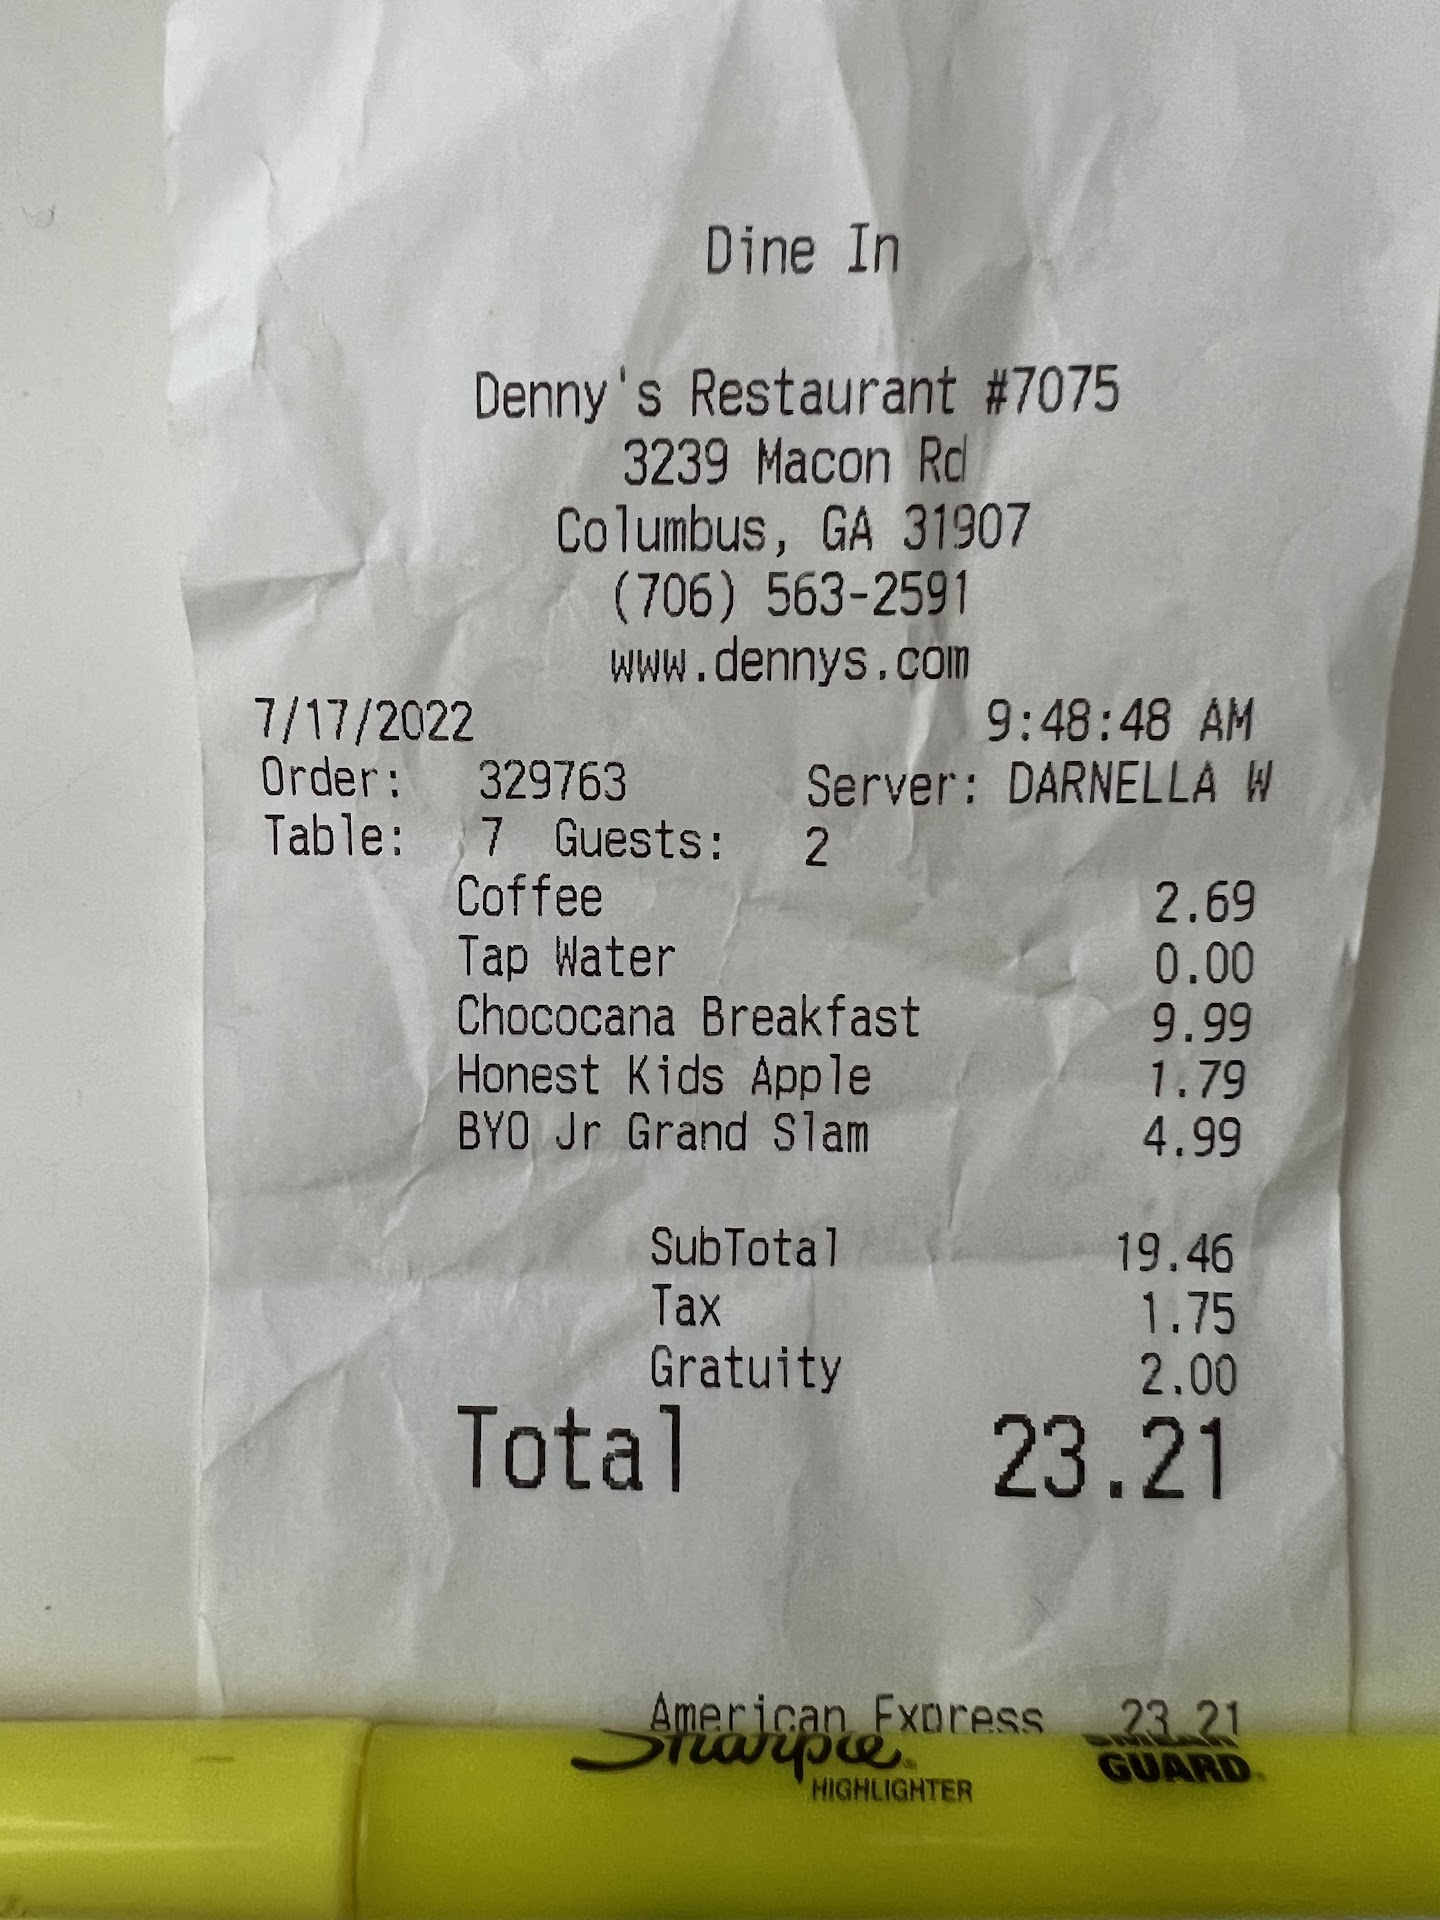 Dine In
Denny's Restaurant #7075
3239 Macon Rd
Columbus, GA 31907
(706) 563-2591
www.dennys.com
7/17/2022 9:48:48 AM
Order: 329763 Server: DARNELLA W
Table: 7 Guests: 2
Coffee 2.69
Tap Water 0.00
Chococana Breakfast 9.99
Honest Kids Apple 1.79
BYO Jr Grand Slam 4.99
SubTotal 19.46
Tax 1.75
Gratuity 2.00
Total 23.21
American Express 23.21
Sharpie
HIGHLIGHTER
SMEAR
GUARD